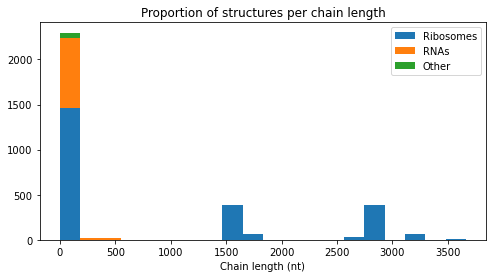 Proportion of structures per chain length
Ribosomes
RNAs
Other
2000
1500
1000
500
0
0 500 1000 1500 2000 2500 3000 3500
Chain length (nt)